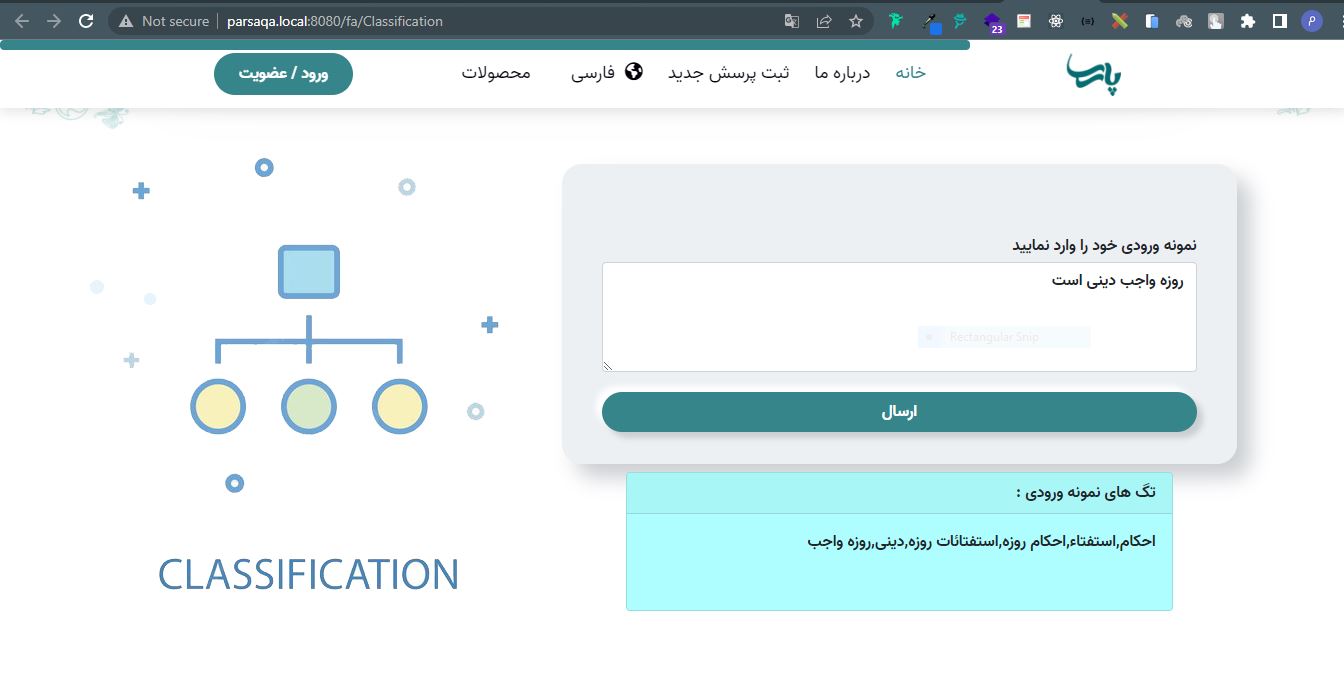 Not secure | parsaqa.local:8080/fa/Classification
23
P
پارسا
خانه درباره ما ثبت پرسش جدید فارسی محصولات ورود / عضویت
نمونه ورودی خود را وارد نمایید
روزه واجب دینی است
Rectangular Snip
ارسال
تگ های نمونه ورودی :
احکام,استفتاء,احکام روزه,استفتائات روزه,دینی,روزه واجب
CLASSIFICATION